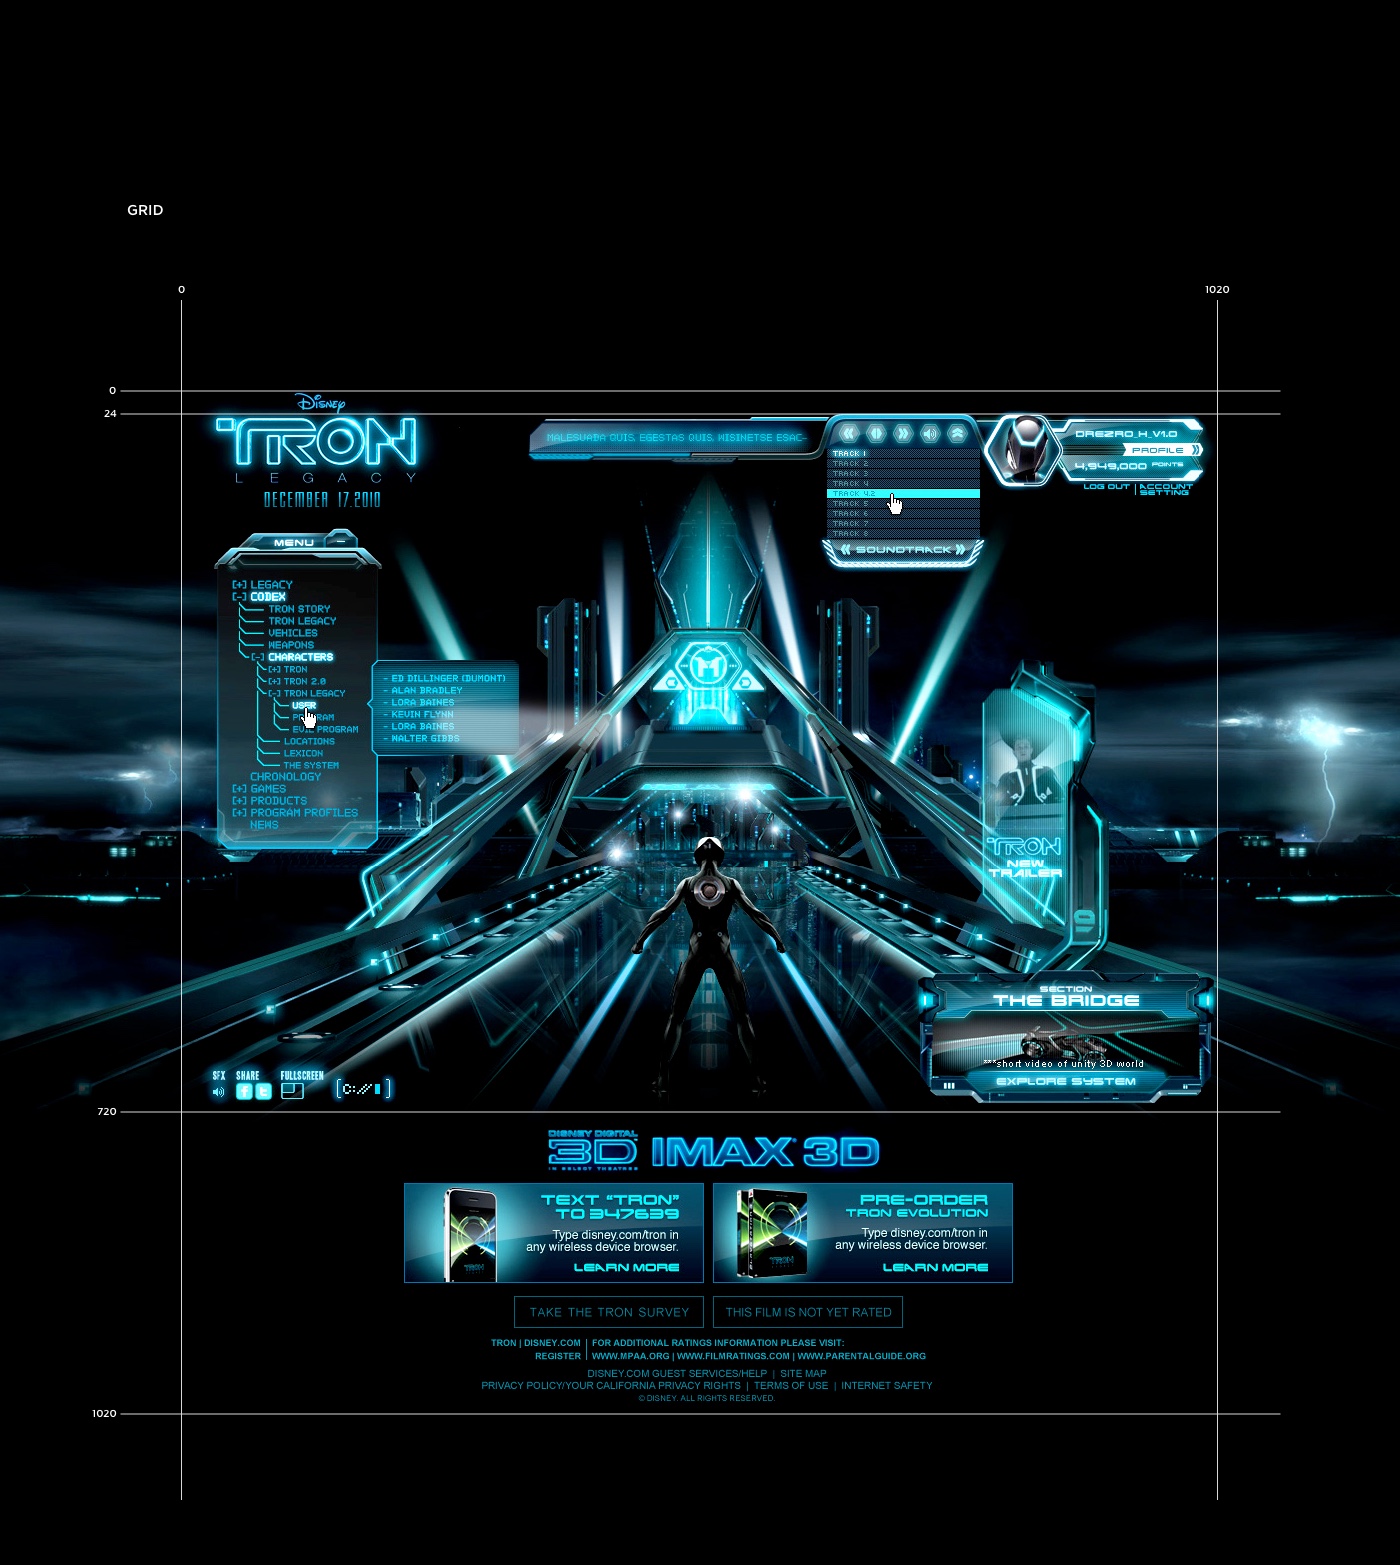 GRID
0
1020
0
24
Disney
TRON
LEGACY
DECEMBER 17.2010
MALESUADA QUIS, EGESTAS QUIS, WISINETSE ESAC-
TRACK 1
TRACK 2
TRACK 3
TRACK 4
TRACK 4.2
TRACK 5
TRACK 6
TRACK 7
TRACK 8
SOUNDTRACK
DREZRO_H_V1.0
PROFILE
4,949,000 POINTS
LOG OUT | ACCOUNT
SETTING
MENU
[+] LEGACY
[-] CODEX
TRON STORY
TRON LEGACY
VEHICLES
WEAPONS
[-] CHARACTERS
[+] TRON
[+] TRON 2.0
[-] TRON LEGACY
USER
PROGRAM
EVIL PROGRAM
LOCATIONS
LEXICON
THE SYSTEM
CHRONOLOGY
[+] GAMES
[+] PRODUCTS
[+] PROGRAM PROFILES
NEWS
- ED DILLINGER (DUMONT)
- ALAN BRADLEY
- LORA BAINES
- KEVIN FLYNN
- LORA BAINES
- WALTER GIBBS
TRON
NEW
TRAILER
SECTION
THE BRIDGE
***short video of unity 3D world
EXPLORE SYSTEM
SFX SHARE FULLSCREEN
[C://]
720
DISNEY DIGITAL
3D
IN SELECT THEATRES
IMAX 3D
TEXT “TRON”
TO 347639
Type disney.com/tron in
any wireless device browser.
LEARN MORE
PRE-ORDER
TRON EVOLUTION
Type disney.com/tron in
any wireless device browser.
LEARN MORE
TAKE THE TRON SURVEY
THIS FILM IS NOT YET RATED
TRON | DISNEY.COM | FOR ADDITIONAL RATINGS INFORMATION PLEASE VISIT:
REGISTER | WWW.MPAA.ORG | WWW.FILMRATINGS.COM | WWW.PARENTALGUIDE.ORG
DISNEY.COM GUEST SERVICES/HELP | SITE MAP
PRIVACY POLICY/YOUR CALIFORNIA PRIVACY RIGHTS | TERMS OF USE | INTERNET SAFETY
© DISNEY. ALL RIGHTS RESERVED.
1020